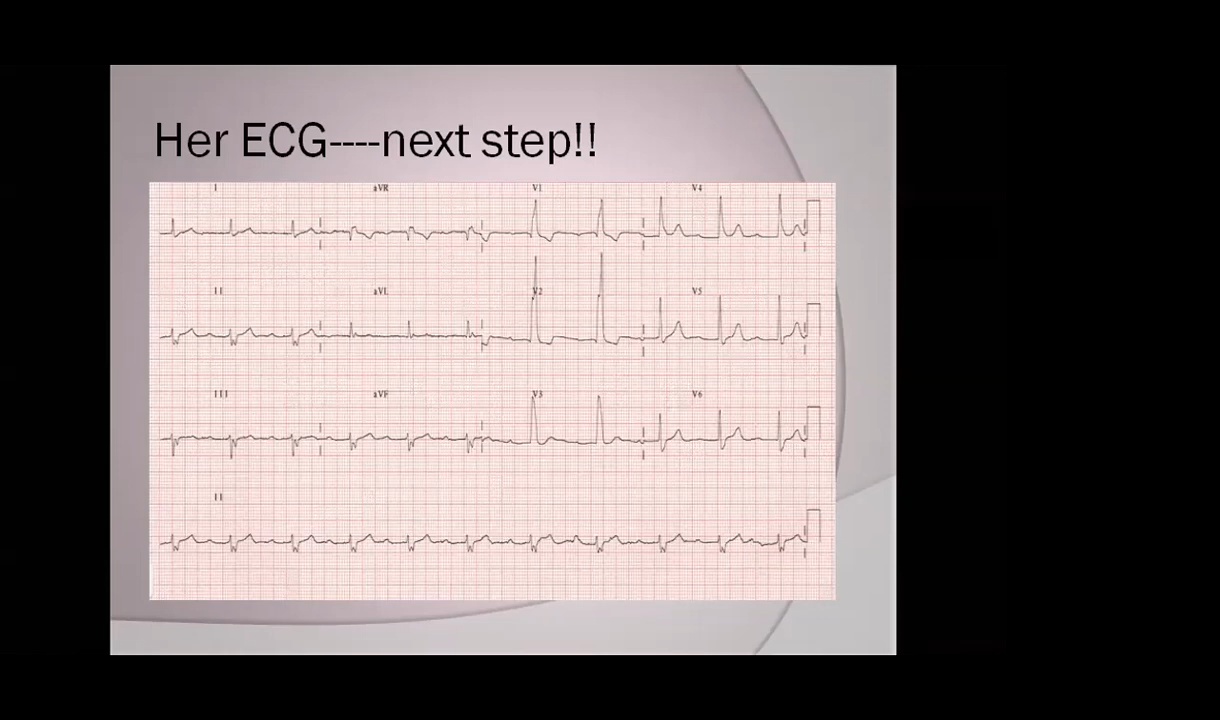 Her ECG----next step!!
I aVR V1 V4
II aVL V2 V5
III aVF V3 V6
II